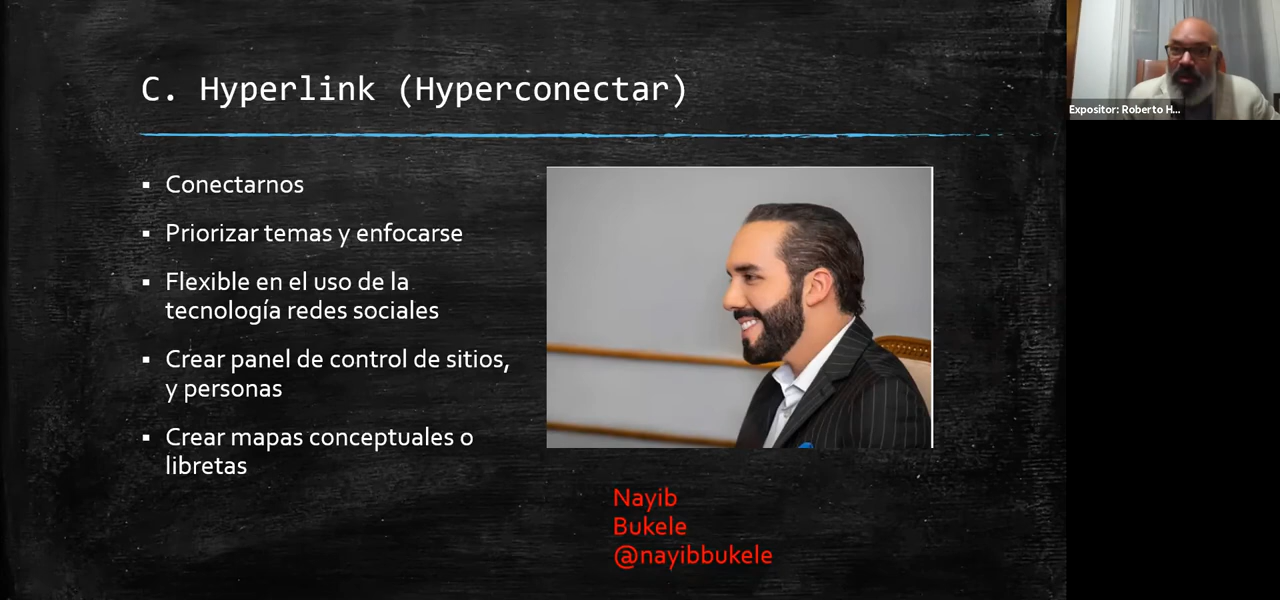 C. Hyperlink (Hyperconectar)
▪ Conectarnos
▪ Priorizar temas y enfocarse
▪ Flexible en el uso de la
tecnología redes sociales
▪ Crear panel de control de sitios,
y personas
▪ Crear mapas conceptuales o
libretas
Nayib
Bukele
@nayibbukele
Expositor: Roberto H...